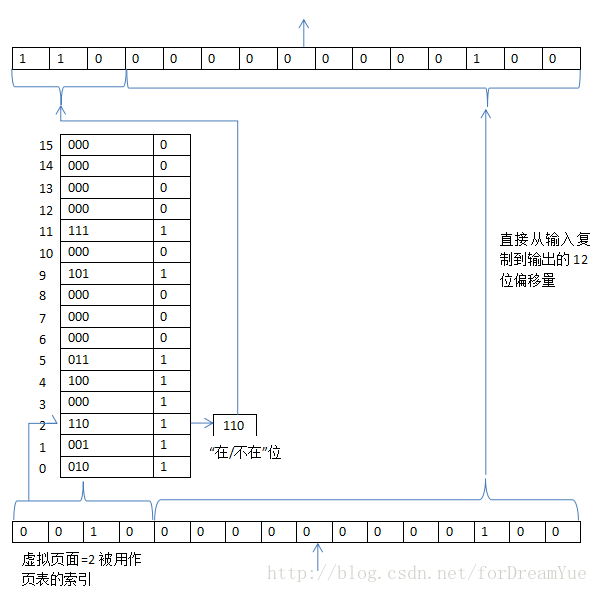 1 1 0 0 0 0 0 0 0 0 0 0 1 0 0
15 000 0
14 000 0
13 000 0
12 000 0
11 111 1
10 000 0
9 101 1
8 000 0
7 000 0
6 000 0
5 011 1
4 100 1
3 000 1
2 110 1
1 001 1
0 010 1
110
“在/不在”位
直接从输入复
制到输出的12
位偏移量
0 0 1 0 0 0 0 0 0 0 0 0 0 1 0 0
虚拟页面=2被用作
页表的索引
http://blog.csdn.net/forDreamYue